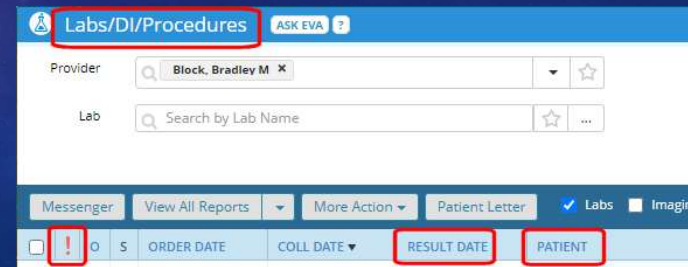 Labs/DI/Procedures ASK EVA ?
Provider Block, Bradley M ×
Lab Search by Lab Name ...
Messenger View All Reports More Action Patient Letter Labs Imagin
! O S ORDER DATE COLL DATE RESULT DATE PATIENT